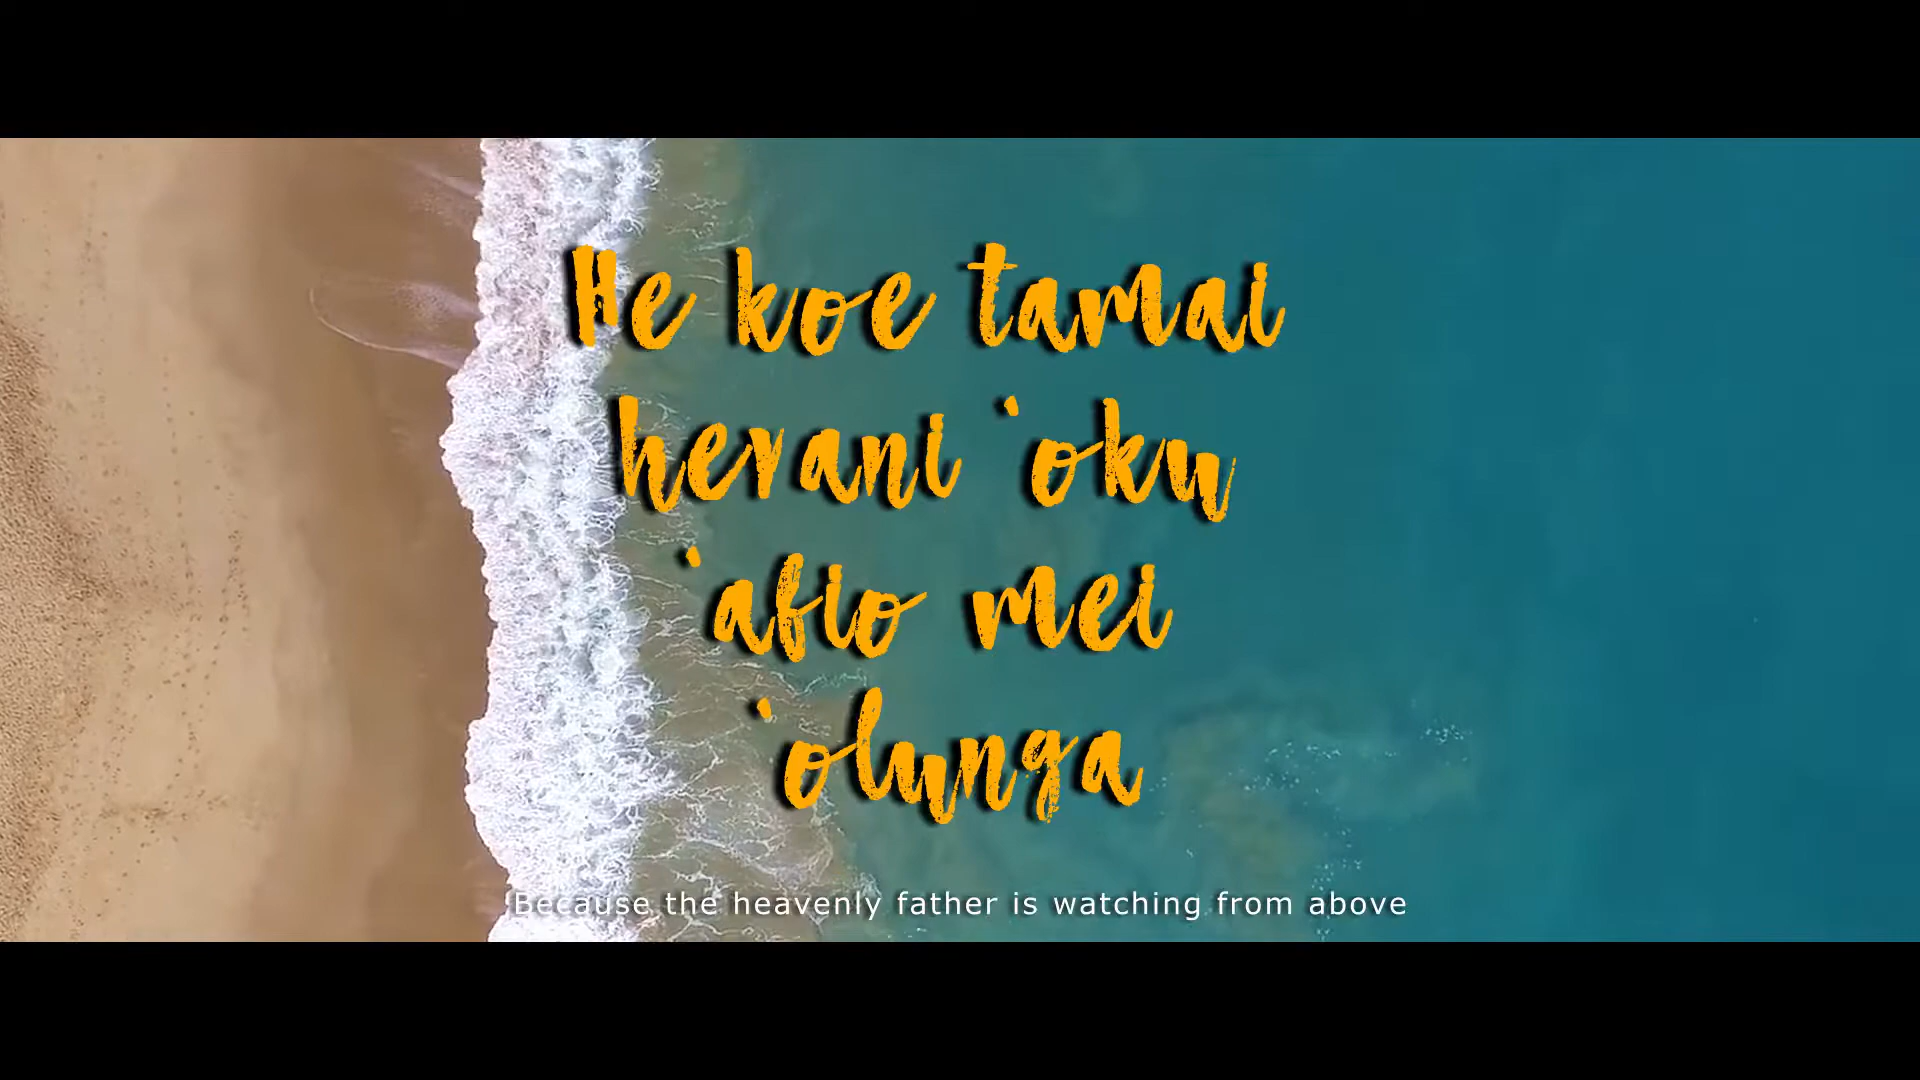 He koe tamai
hevani 'oku
'afio mei
'olunga
Because the heavenly father is watching from above